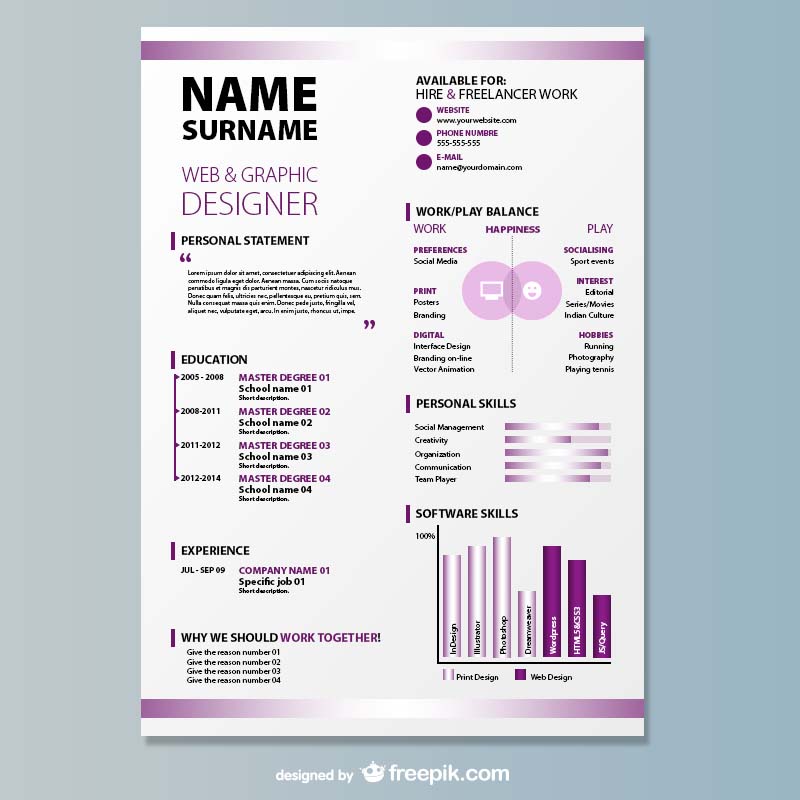 NAME
SURNAME
WEB & GRAPHIC
DESIGNER
PERSONAL STATEMENT
“
Lorem ipsum dolor sit amet, consectetuer adipiscing elit. Aenean
commodo ligula eget dolor. Aenean massa. Cum sociis natoque
penatibus et magnis dis parturient montes, nascetur ridiculus mus.
Donec quam felis, ultricies nec, pellentesque eu, pretium quis, sem.
Nulla consequat massa quis enim. Donec pede justo, fringilla vel,
aliquet nec, vulputate eget, arcu. In enim justo, rhoncus ut, impe.
”
EDUCATION
2005 - 2008 MASTER DEGREE 01
School name 01
Short description.
2008-2011 MASTER DEGREE 02
School name 02
Short description.
2011-2012 MASTER DEGREE 03
School name 03
Short description.
2012-2014 MASTER DEGREE 04
School name 04
Short description.
EXPERIENCE
JUL - SEP 09 COMPANY NAME 01
Specific job 01
Short description.
WHY WE SHOULD WORK TOGETHER!
Give the reason number 01
Give the reason number 02
Give the reason number 03
Give the reason number 04
AVAILABLE FOR:
HIRE & FREELANCER WORK
WEBSITE
www.yourwebsite.com
PHONE NUMBRE
555-555-555
E-MAIL
name@yourdomain.com
WORK/PLAY BALANCE
WORK HAPPINESS PLAY
PREFERENCES
Social Media
PRINT
Posters
Branding
DIGITAL
Interface Design
Branding on-line
Vector Animation
SOCIALISING
Sport events
INTEREST
Editorial
Series/Movies
Indian Culture
HOBBIES
Running
Photography
Playing tennis
PERSONAL SKILLS
Social Management
Creativity
Organization
Communication
Team Player
SOFTWARE SKILLS
100%
InDesign
Illustrator
Photoshop
Dreamweaver
Wordpress
HTML5&CSS3
JS/Query
Print Design Web Design
designed by freepik.com